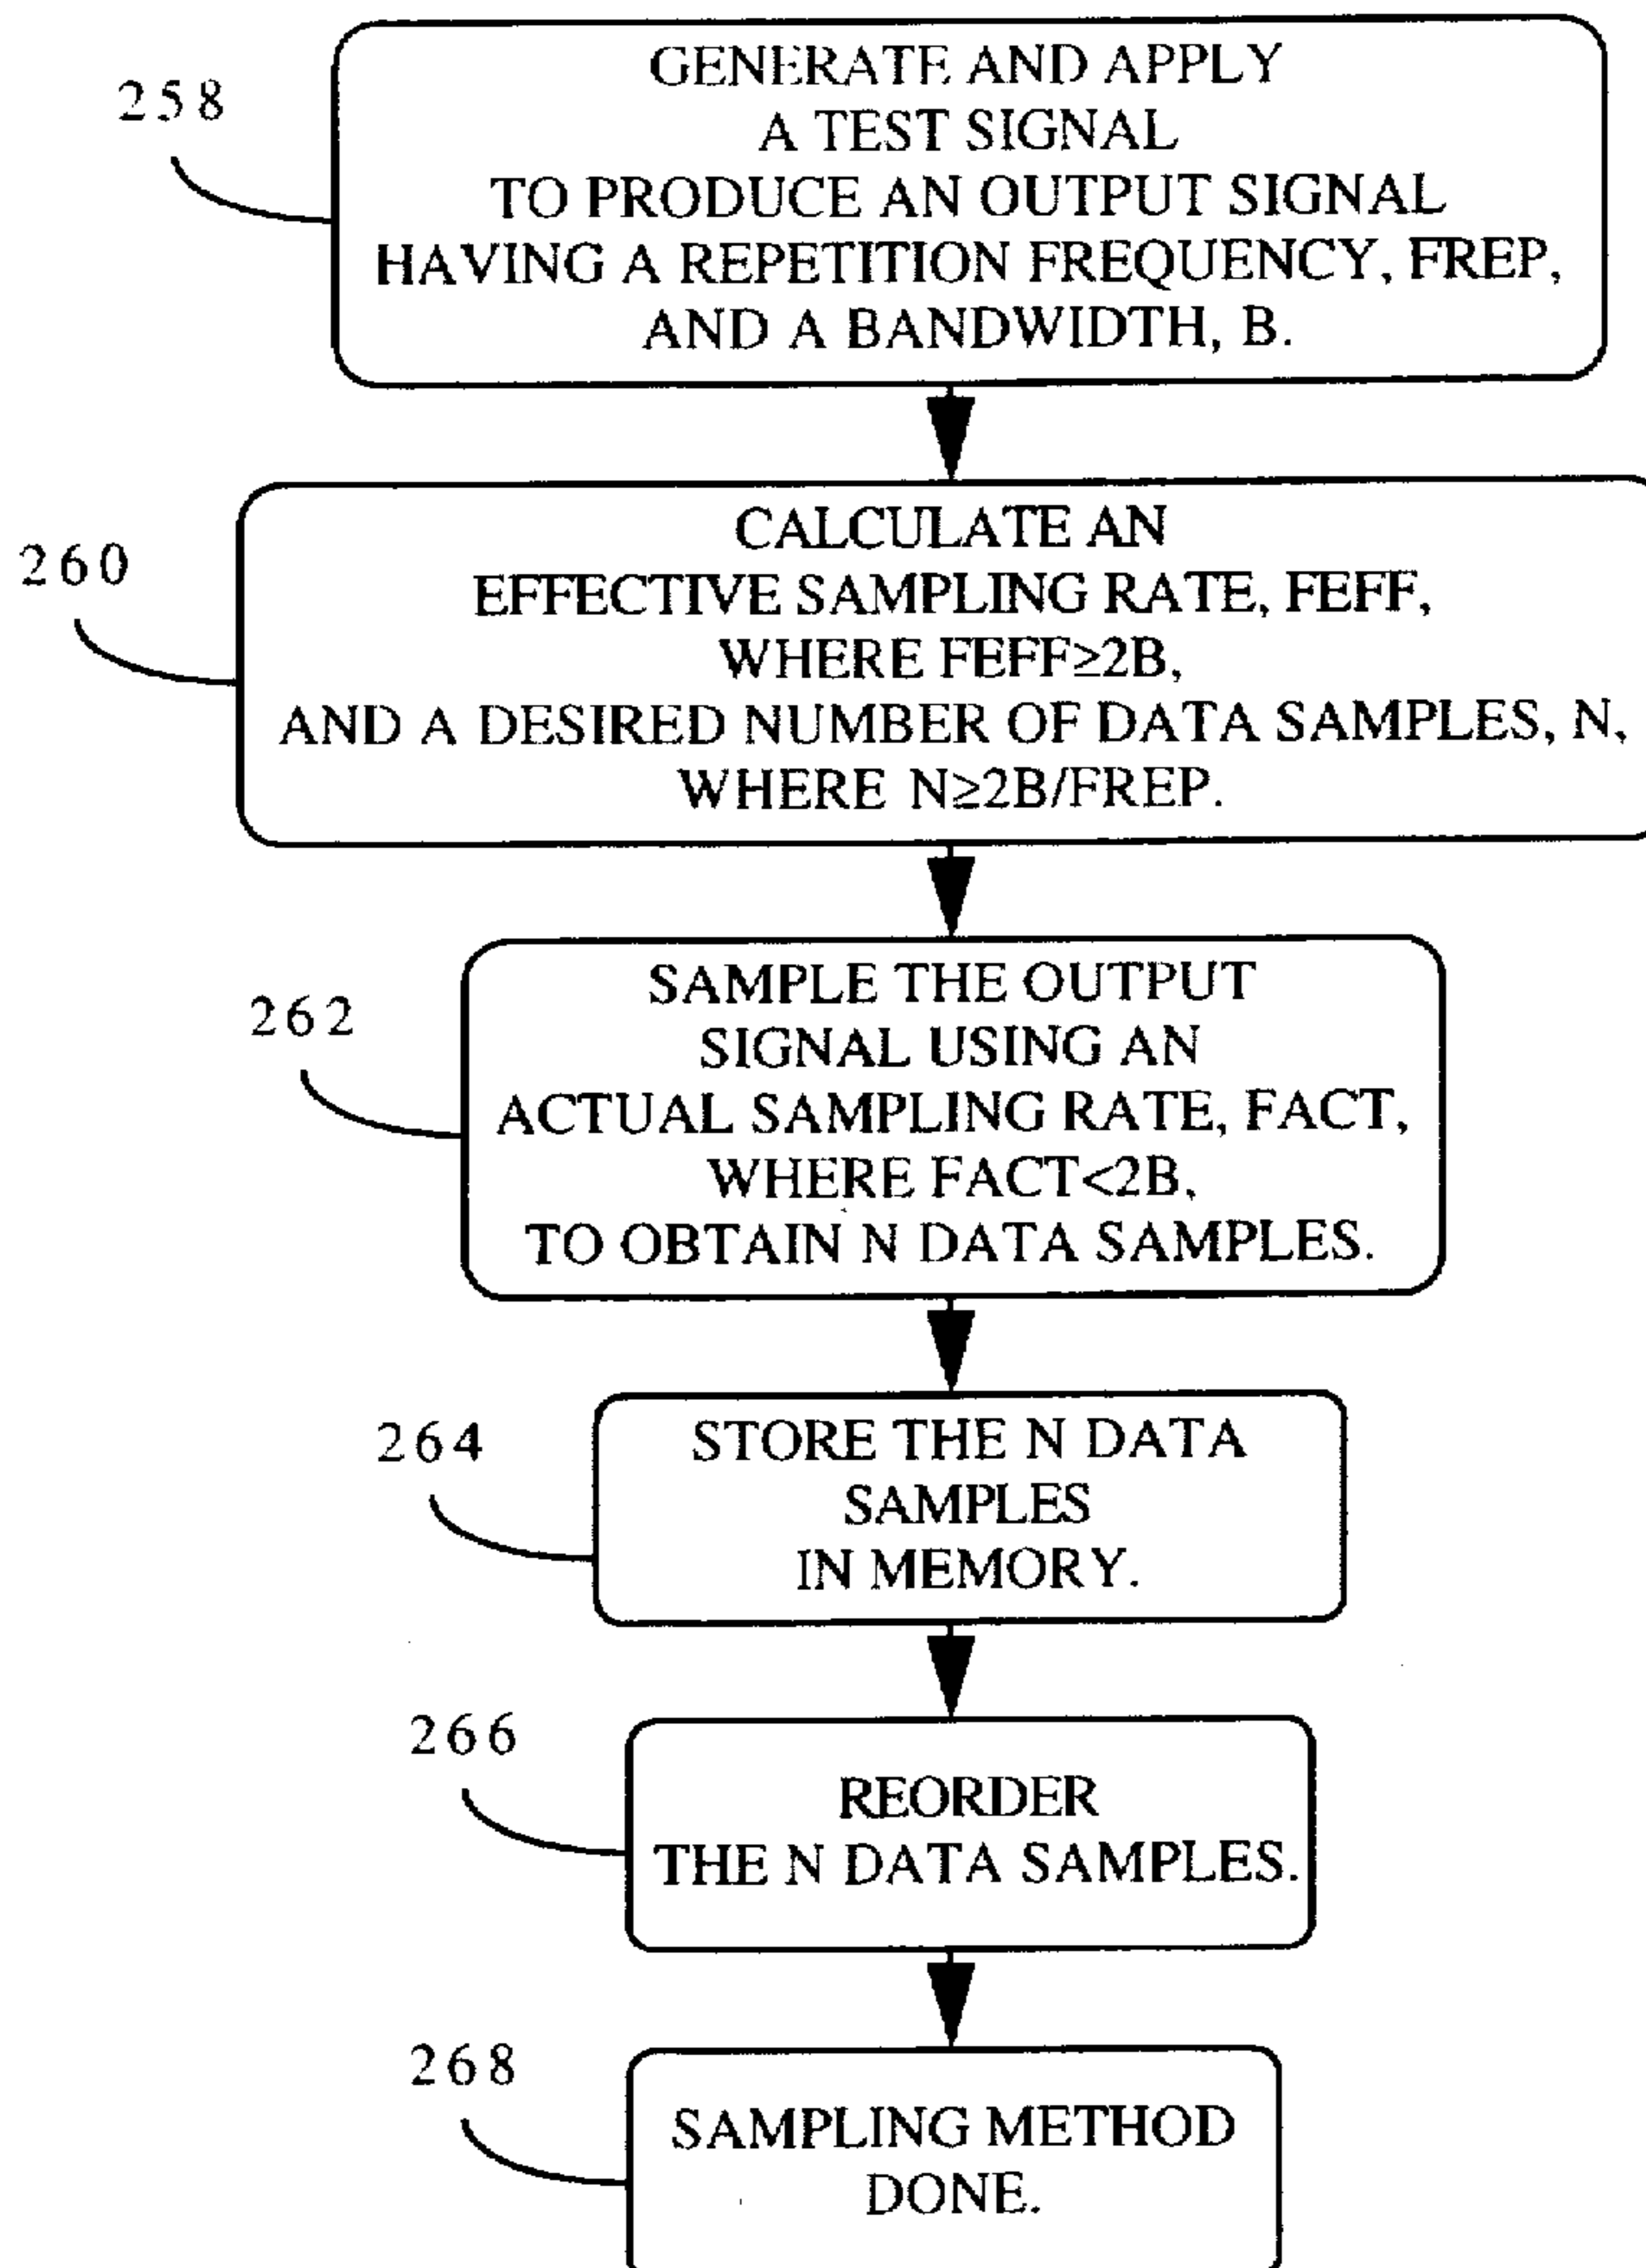 258
GENERATE AND APPLY
A TEST SIGNAL
TO PRODUCE AN OUTPUT SIGNAL
HAVING A REPETITION FREQUENCY, FREP,
AND A BANDWIDTH, B.
260
CALCULATE AN
EFFECTIVE SAMPLING RATE, FEFF,
WHERE FEFF≥2B,
AND A DESIRED NUMBER OF DATA SAMPLES, N,
WHERE N≥2B/FREP.
262
SAMPLE THE OUTPUT
SIGNAL USING AN
ACTUAL SAMPLING RATE, FACT,
WHERE FACT<2B,
TO OBTAIN N DATA SAMPLES.
264
STORE THE N DATA
SAMPLES
IN MEMORY.
266
REORDER
THE N DATA SAMPLES.
268
SAMPLING METHOD
DONE.